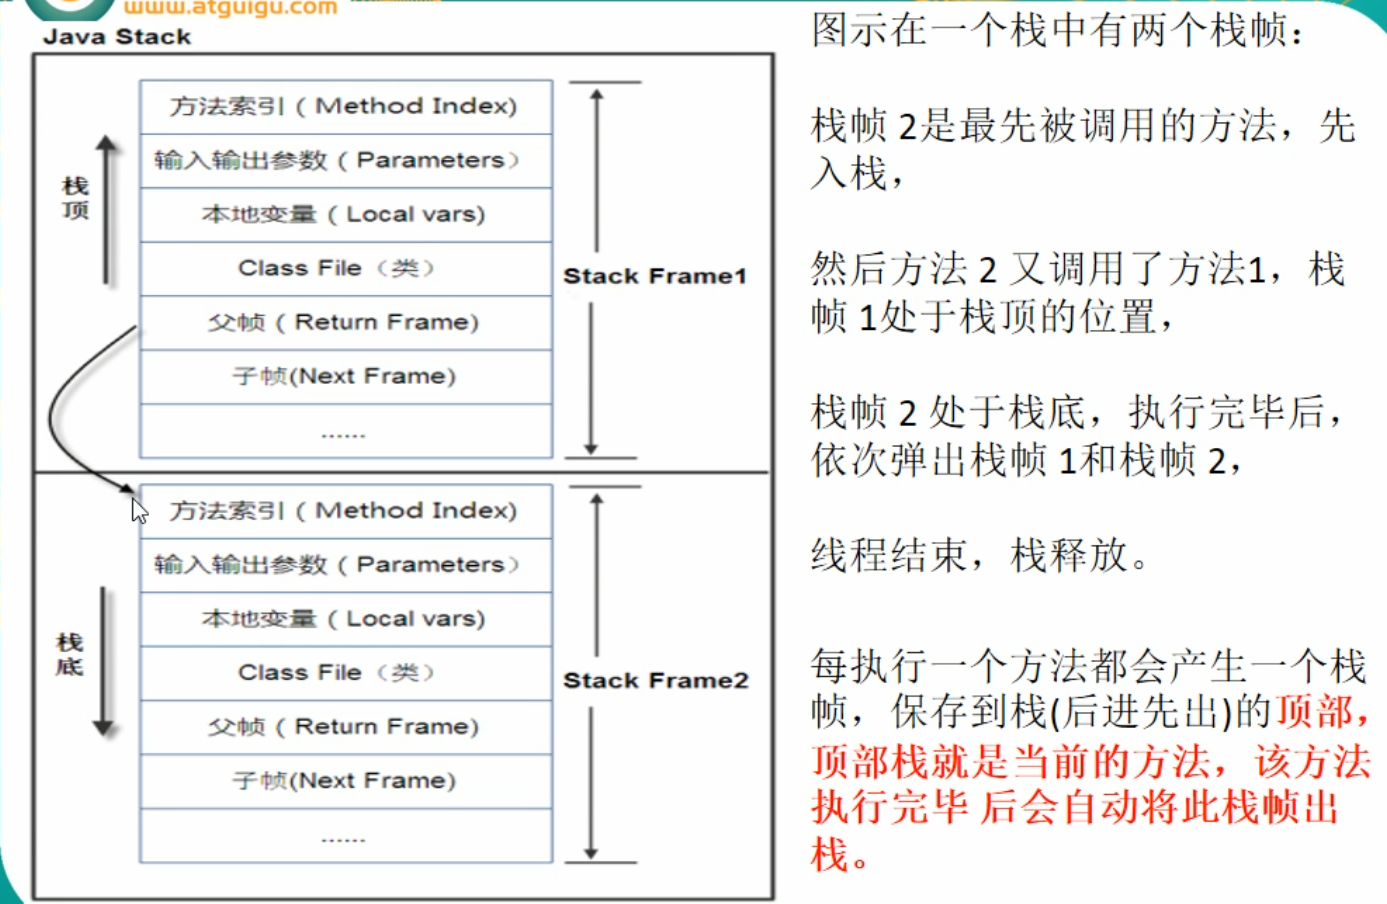 www.atguigu.com
Java Stack
方法索引 ( Method Index)
输入输出参数 ( Parameters）
本地变量 ( Local vars)
Class File（类）
父帧 ( Return Frame)
子帧(Next Frame)
......
栈
顶
Stack Frame1
方法索引 ( Method Index)
输入输出参数 ( Parameters）
本地变量 ( Local vars)
Class File（类）
父帧 ( Return Frame)
子帧(Next Frame)
......
栈
底
Stack Frame2
图示在一个栈中有两个栈帧：
栈帧 2是最先被调用的方法，先
入栈，
然后方法 2 又调用了方法1，栈
帧 1处于栈顶的位置，
栈帧 2 处于栈底，执行完毕后，
依次弹出栈帧 1和栈帧 2，
线程结束，栈释放。
每执行一个方法都会产生一个栈
帧，保存到栈(后进先出)的顶部，
顶部栈就是当前的方法，该方法
执行完毕 后会自动将此栈帧出
栈。